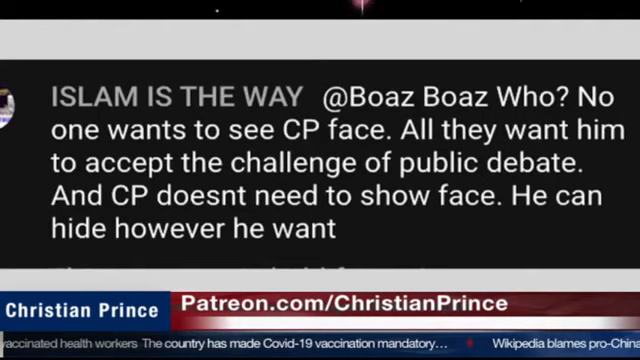 ISLAM IS THE WAY @Boaz Boaz Who? No
one wants to see CP face. All they want him
to accept the challenge of public debate.
And CP doesnt need to show face. He can
hide however he want
Christian Prince
Patreon.com/ChristianPrince
vaccinated health workers The country has made Covid-19 vaccination mandatory... Wikipedia blames pro-China